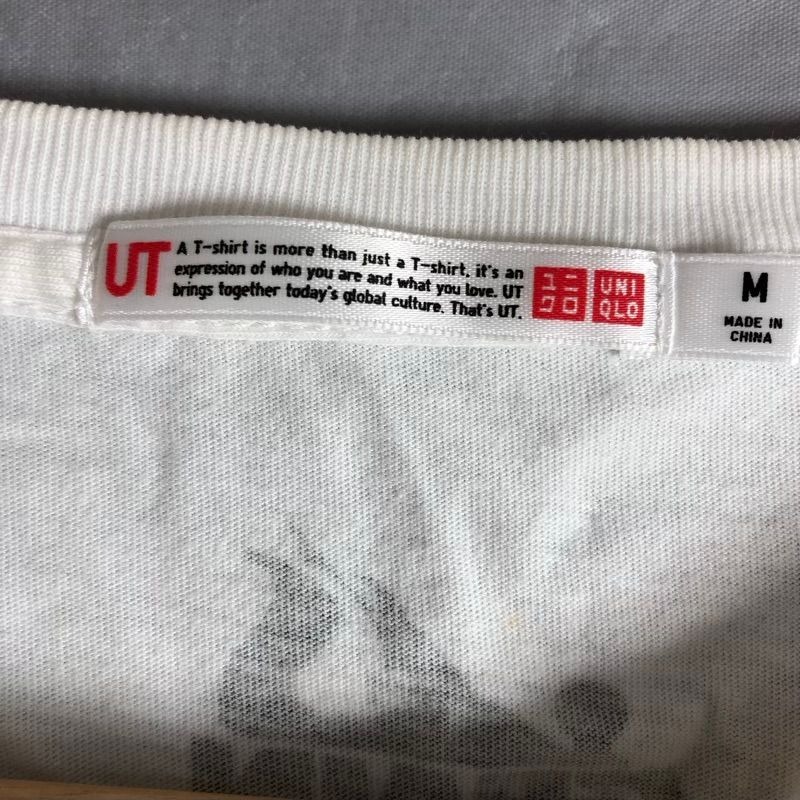 UT
A T-shirt is more than just a T-shirt, it's an
expression of who you are and what you love. UT
brings together today's global culture. That's UT.
ユニ
クロ
UNI
QLO
M
MADE IN
CHINA